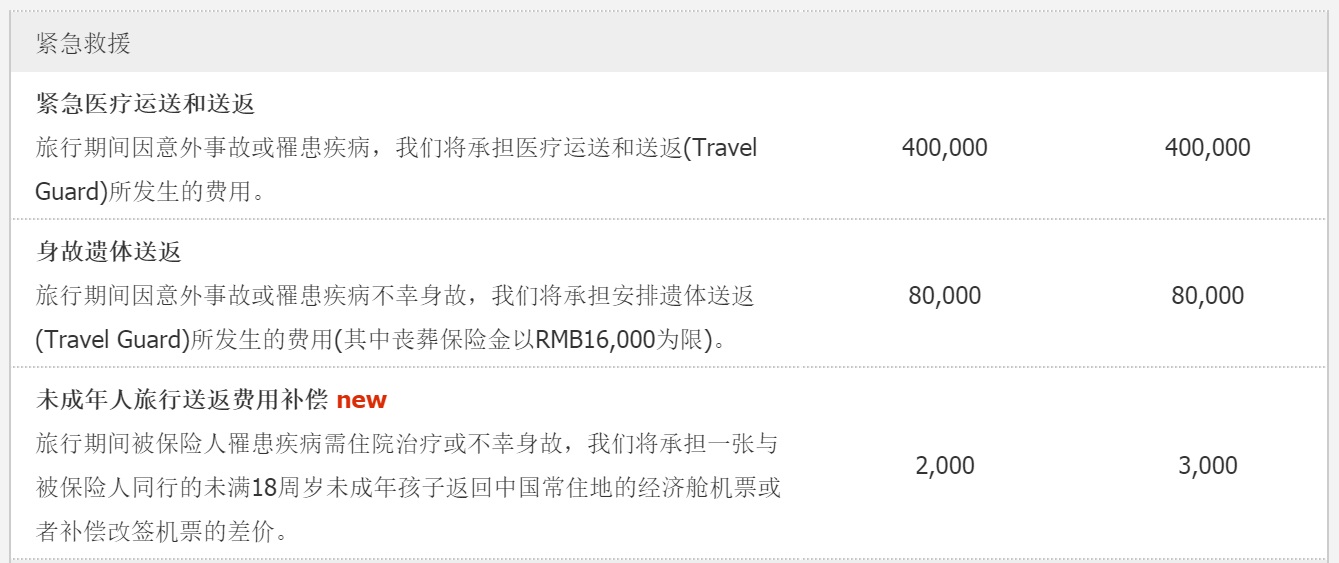 紧急救援
紧急医疗运送和送返
旅行期间因意外事故或罹患疾病，我们将承担医疗运送和送返(Travel
Guard)所发生的费用。
400,000
400,000
身故遗体送返
旅行期间因意外事故或罹患疾病不幸身故，我们将承担安排遗体送返
(Travel Guard)所发生的费用(其中丧葬保险金以RMB16,000为限)。
80,000
80,000
未成年人旅行送返费用补偿 new
旅行期间被保险人罹患疾病需住院治疗或不幸身故，我们将承担一张与
被保险人同行的未满18周岁未成年孩子返回中国常住地的经济舱机票或
者补偿改签机票的差价。
2,000
3,000